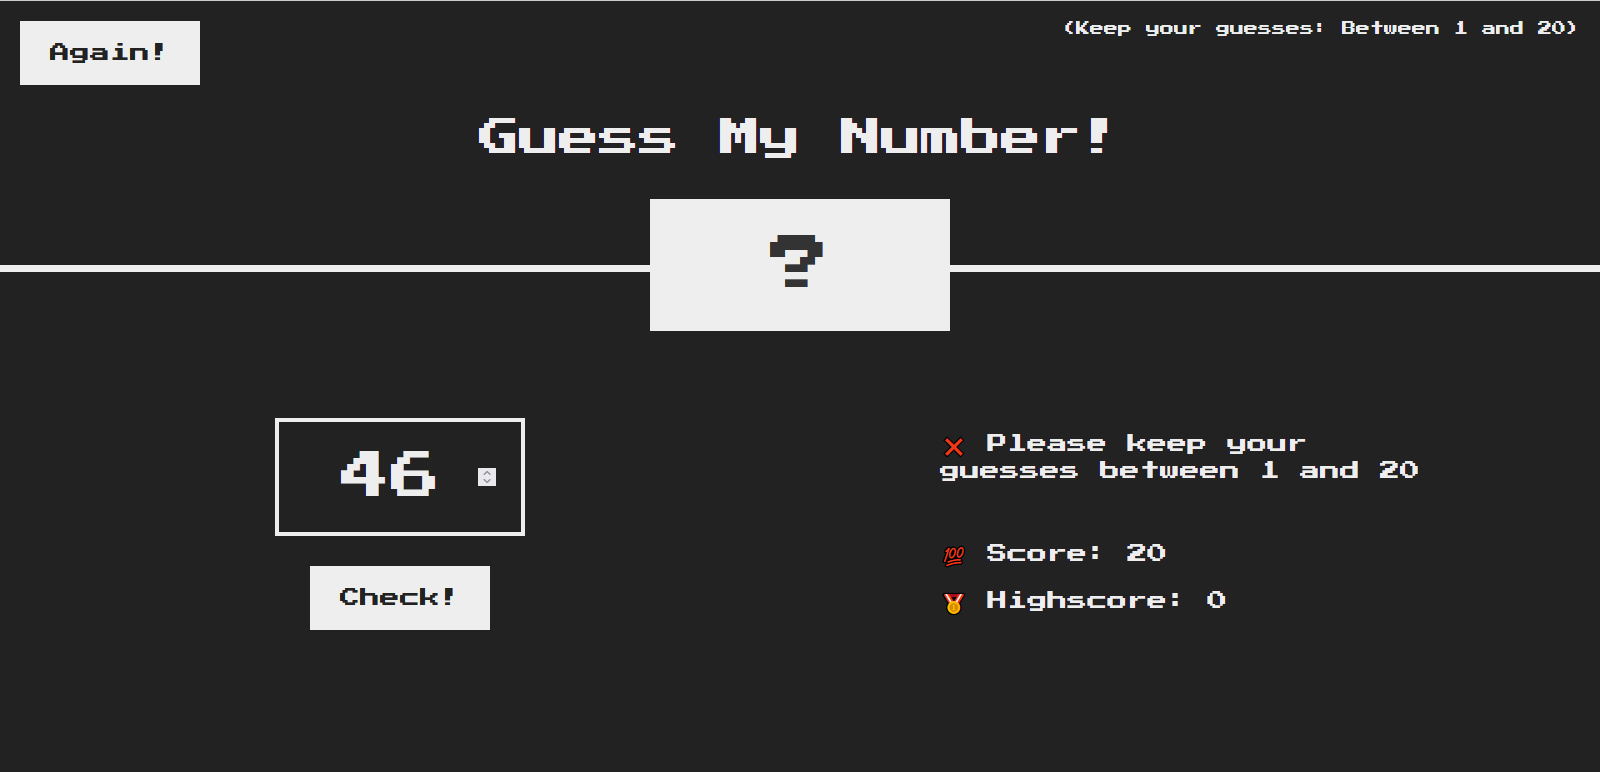 Again!
(Keep your guesses: Between 1 and 20)
Guess My Number!
?
46
Check!
❌ Please keep your
guesses between 1 and 20
💯 Score: 20
🥇 Highscore: 0